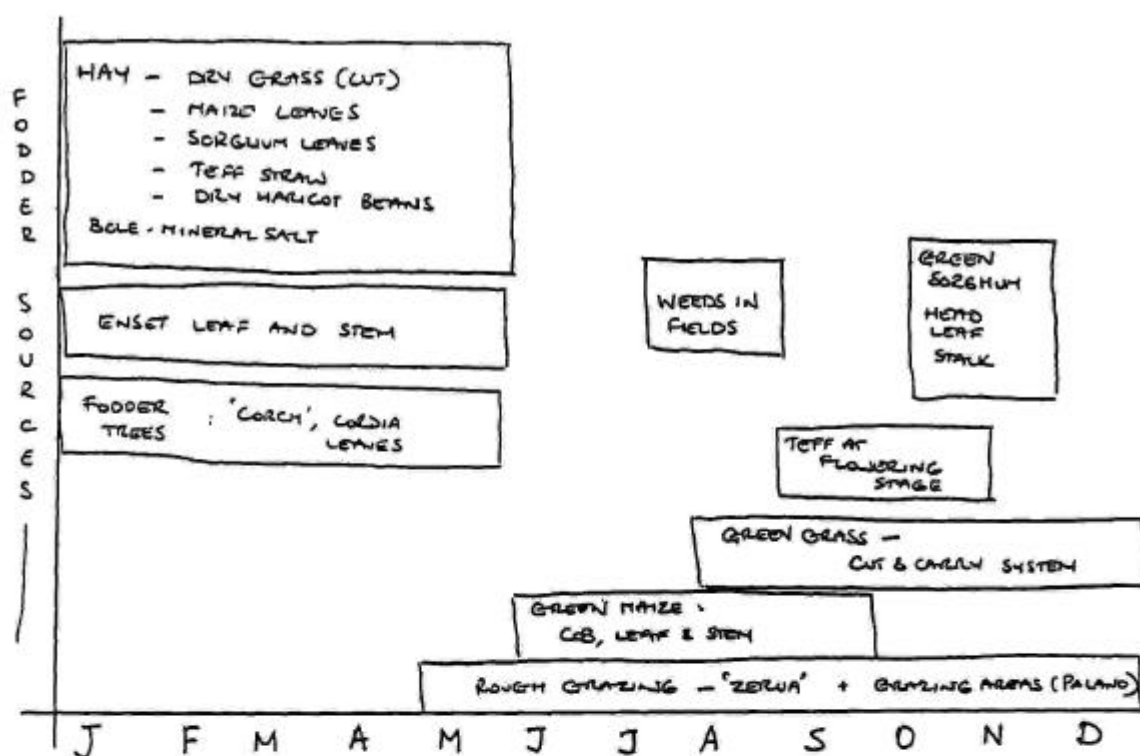 FODDER SOURCES
HAY - DRY GRASS (CUT)
- MAIZE LEAVES
- SORGHUM LEAVES
- TEFF STRAW
- DRY HARICOT BEANS
BOLE - MINERAL SALT
ENSET LEAF AND STEM
FODDER : 'CORCH', CORDIA
TREES LEAVES
WEEDS IN
FIELDS
GREEN
SORGHUM
HEAD
LEAF
STALK
TEFF AT
FLOWERING
STAGE
GREEN GRASS -
CUT & CARRY SYSTEM
GREEN MAIZE .
COB, LEAF & STEM
ROUGH GRAZING - 'ZERUA' + GRAZING AREAS (PALANO)
J F M A M J J A S O N D